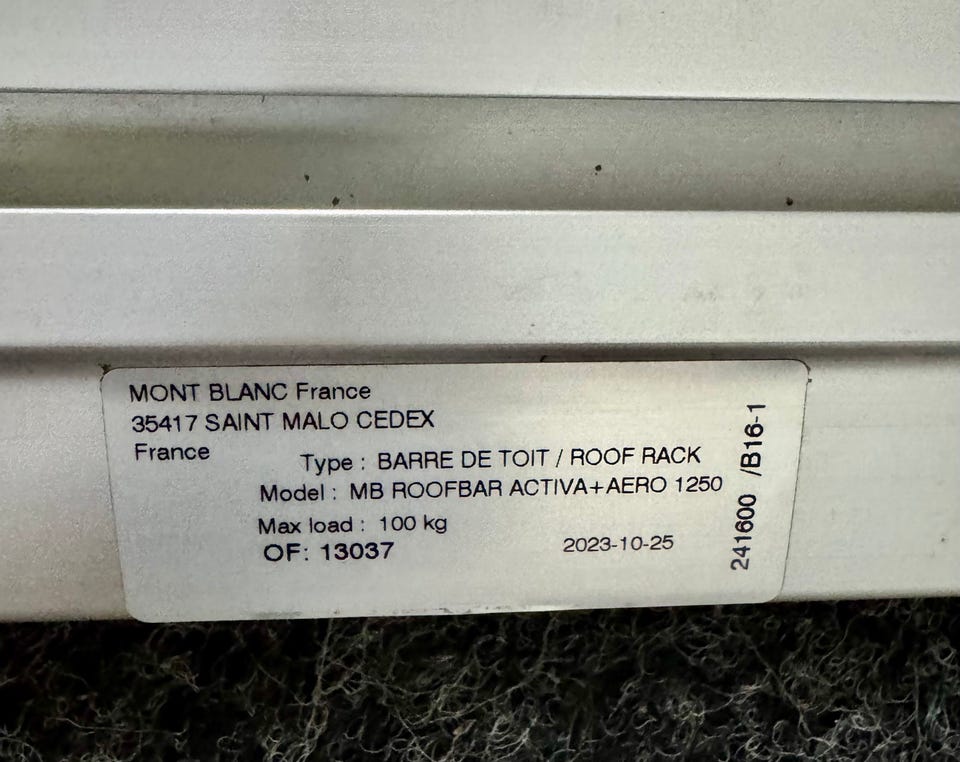 MONT BLANC France
35417 SAINT MALO CEDEX
France
Type : BARRE DE TOIT / ROOF RACK
Model : MB ROOFBAR ACTIVA+AERO 1250
Max load : 100 kg
OF: 13037
2023-10-25
241600 /B16-1